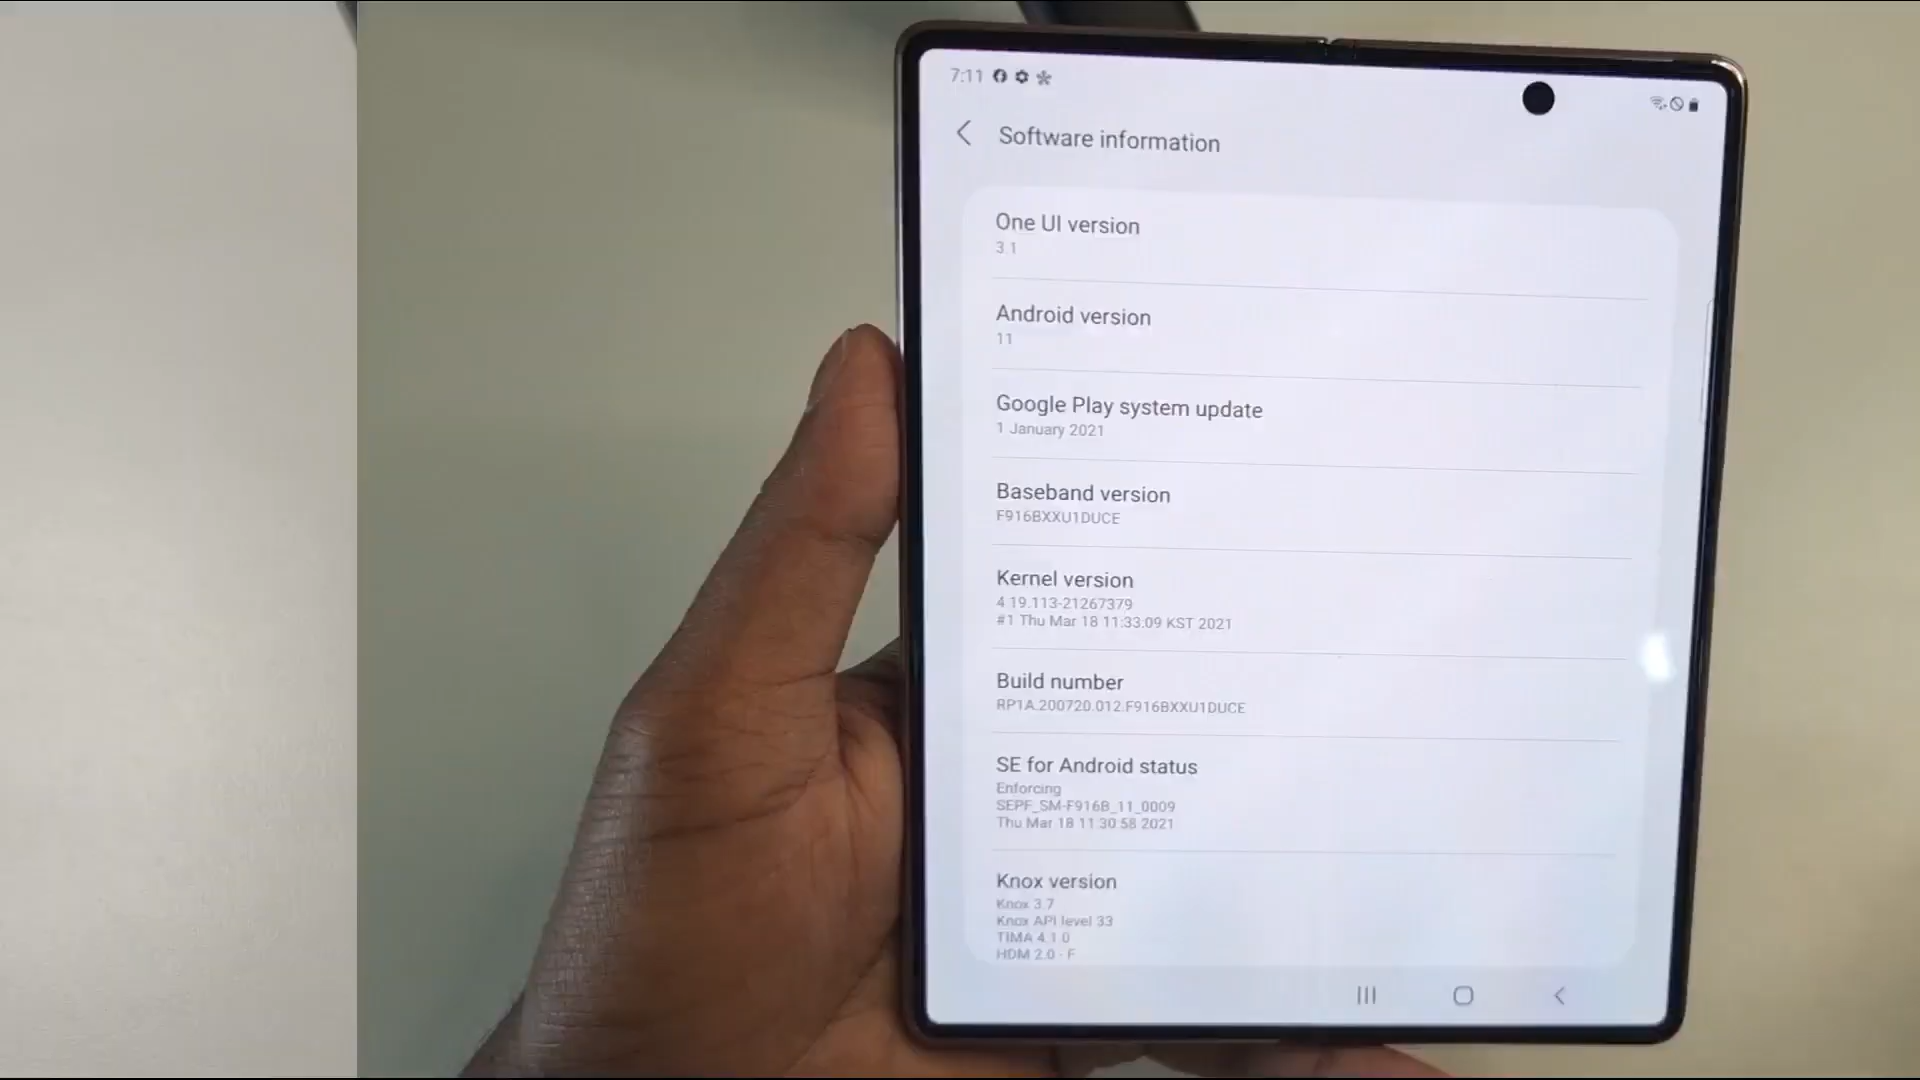 7:11
Software information
One UI version
3.1
Android version
11
Google Play system update
1 January 2021
Baseband version
F916BXXU1DUCE
Kernel version
4.19.113-21267379
#1 Thu Mar 18 11:33:09 KST 2021
Build number
RP1A.200720.012.F916BXXU1DUCE
SE for Android status
Enforcing
SEPF_SM-F916B_11_0009
Thu Mar 18 11:30:58 2021
Knox version
Knox 3.7
Knox API level 33
TIMA 4.1.0
HDM 2.0 - F